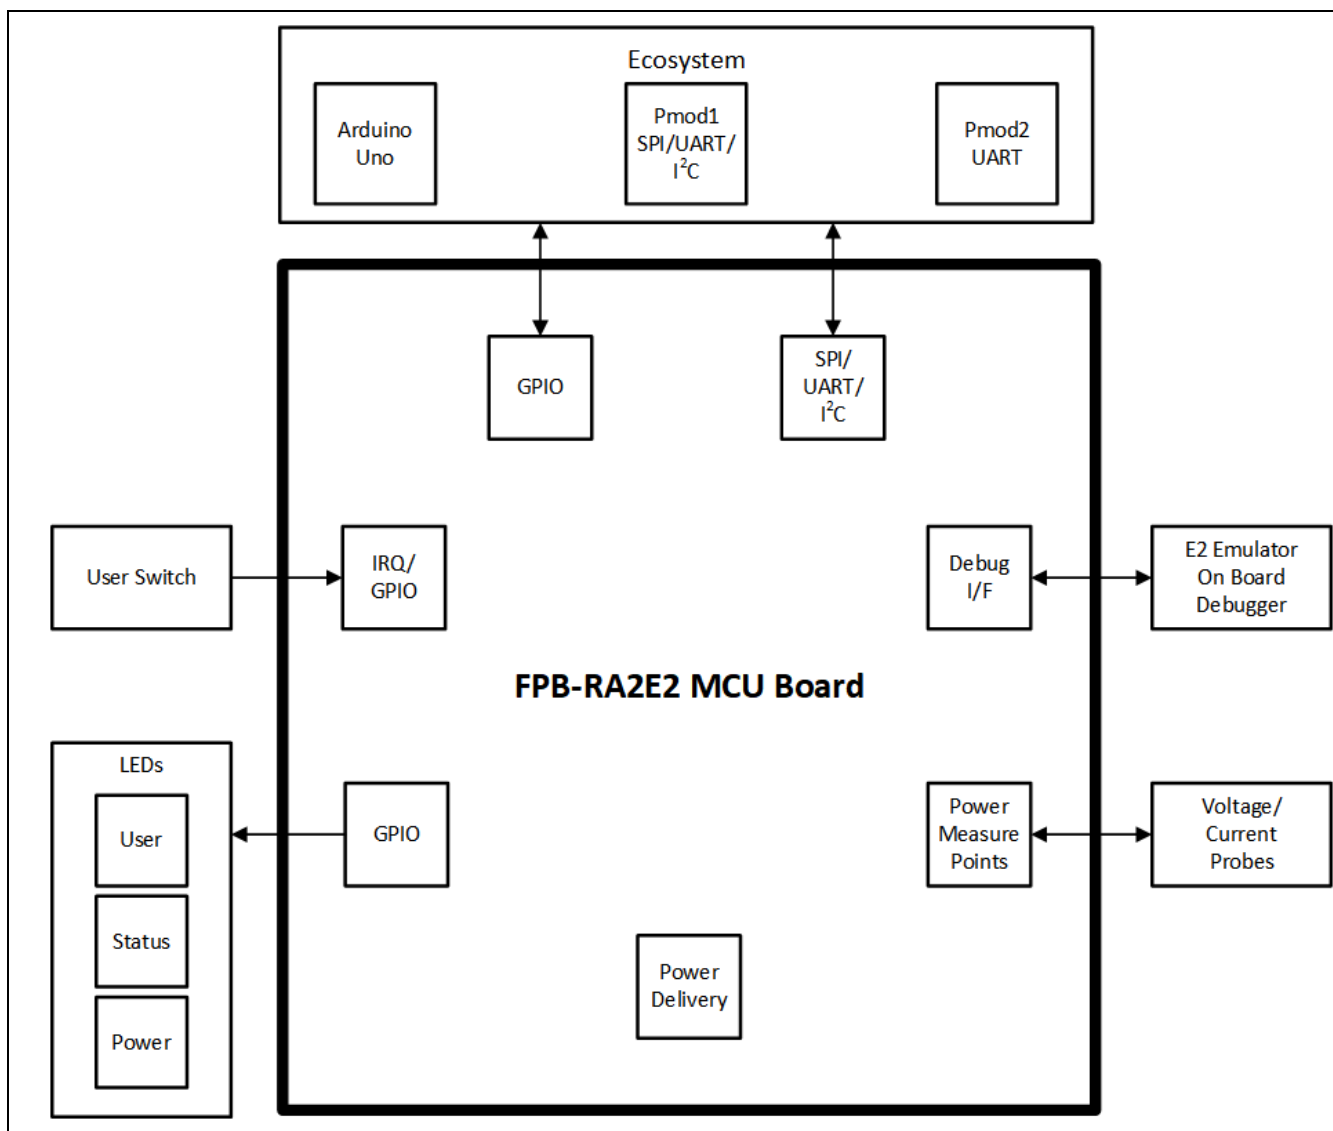 Ecosystem
Arduino
Uno
Pmod1
SPI/UART/
I²C
Pmod2
UART
GPIO
SPI/
UART/
I²C
User Switch
IRQ/
GPIO
Debug
I/F
E2 Emulator
On Board
Debugger
FPB-RA2E2 MCU Board
LEDs
User
Status
Power
GPIO
Power
Measure
Points
Voltage/
Current
Probes
Power
Delivery